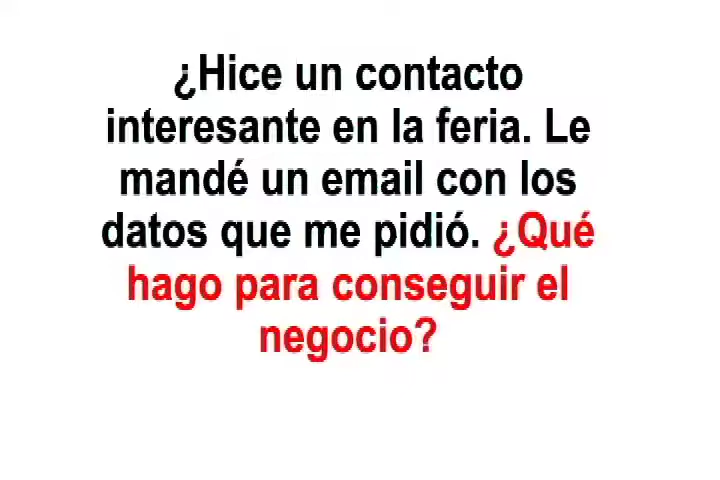 ¿Hice un contacto
interesante en la feria. Le
mandé un email con los
datos que me pidió. ¿Qué
hago para conseguir el
negocio?